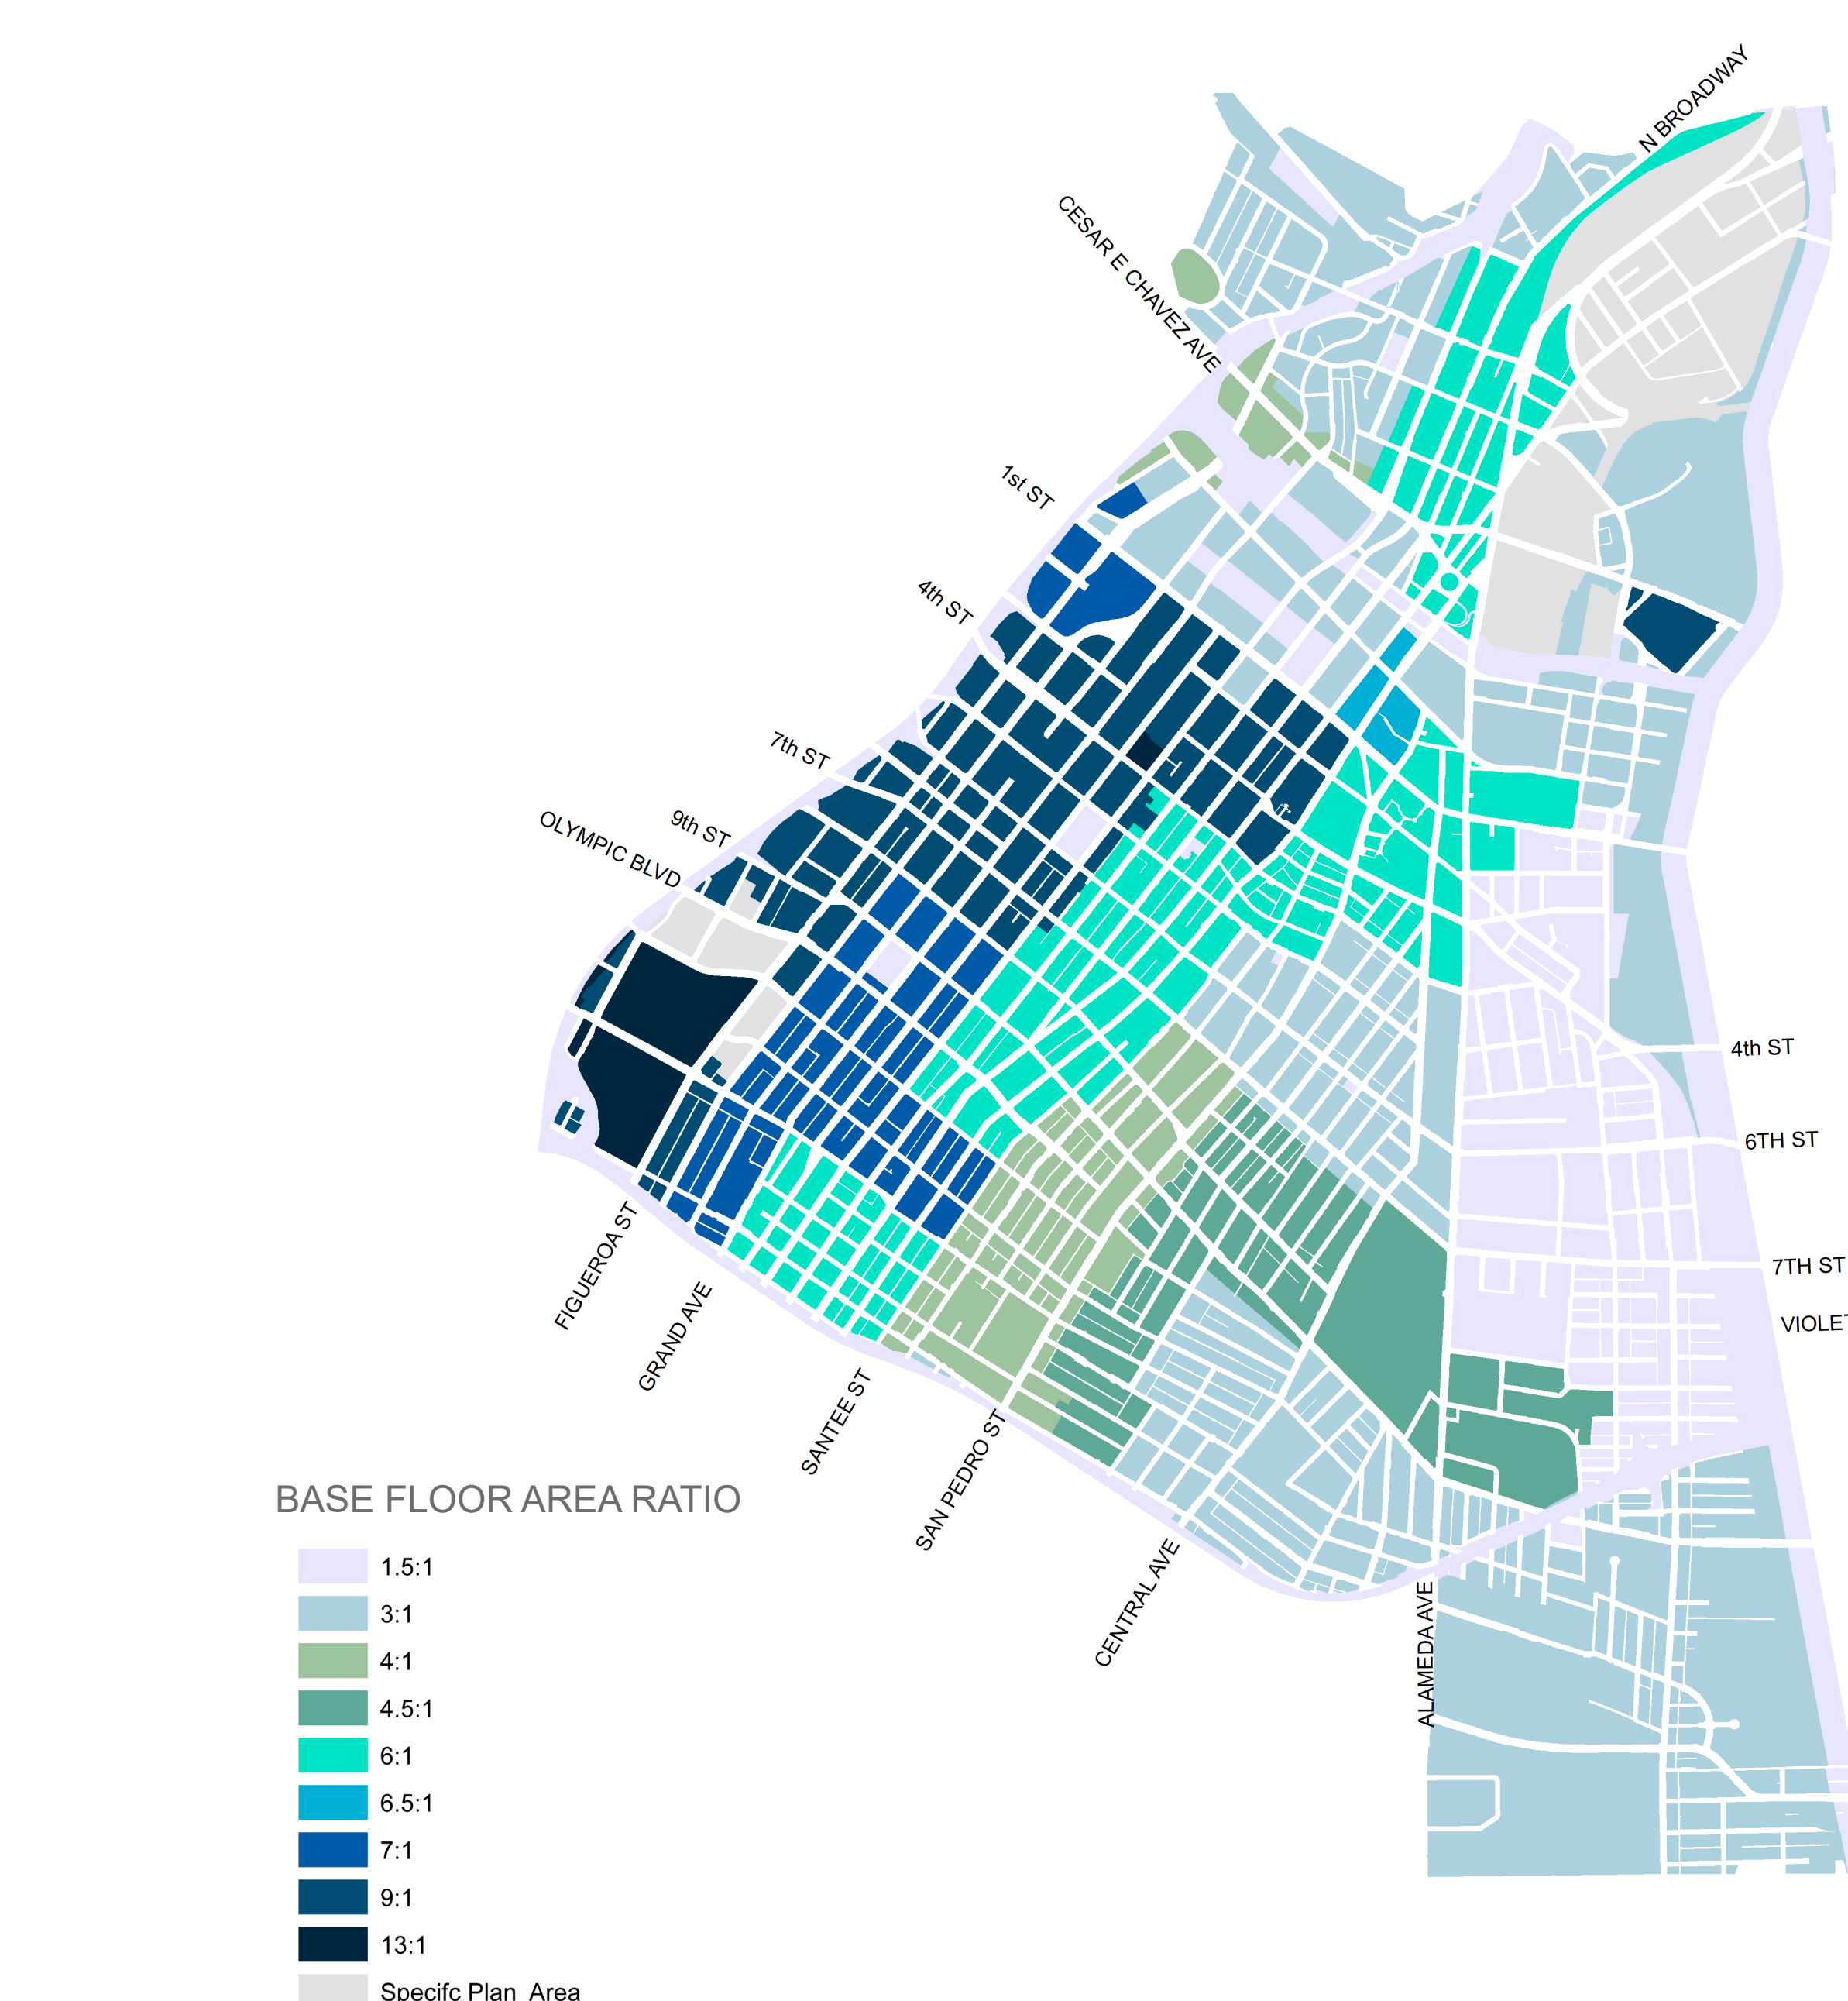 N BROADWAY
CESAR E CHAVEZ AVE
1st ST
4th ST
7th ST
9th ST
OLYMPIC BLVD
4th ST
6TH ST
7TH ST
VIOLET
FIGUEROA ST
GRAND AVE
SANTEE ST
SAN PEDRO ST
CENTRAL AVE
ALAMEDA AVE
BASE FLOOR AREA RATIO
1.5:1
3:1
4:1
4.5:1
6:1
6.5:1
7:1
9:1
13:1
Specifc Plan Area